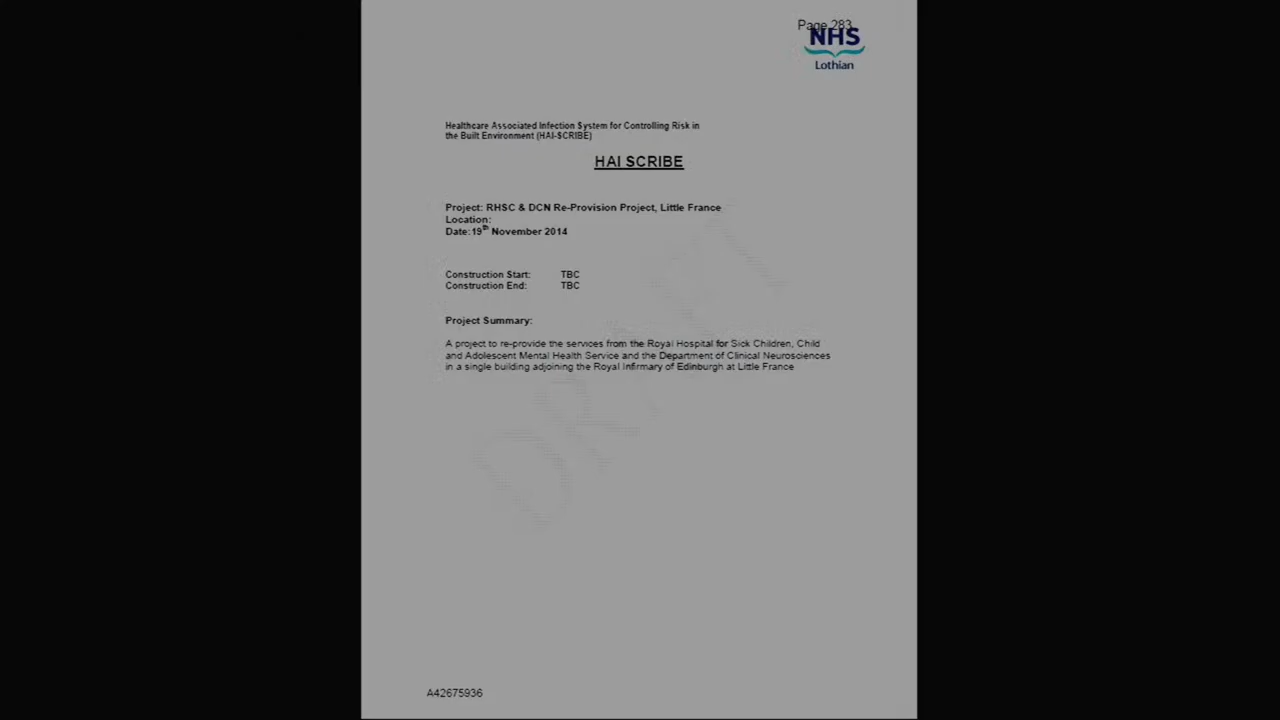 Page 283
NHS
Lothian
Healthcare Associated Infection System for Controlling Risk in
the Built Environment (HAI-SCRIBE)
HAI SCRIBE
Project: RHSC & DCN Re-Provision Project, Little France
Location:
Date: 19th November 2014
Construction Start: TBC
Construction End: TBC
Project Summary:
A project to re-provide the services from the Royal Hospital for Sick Children, Child
and Adolescent Mental Health Service and the Department of Clinical Neurosciences
in a single building adjoining the Royal Infirmary of Edinburgh at Little France
DRAFT
A42675936